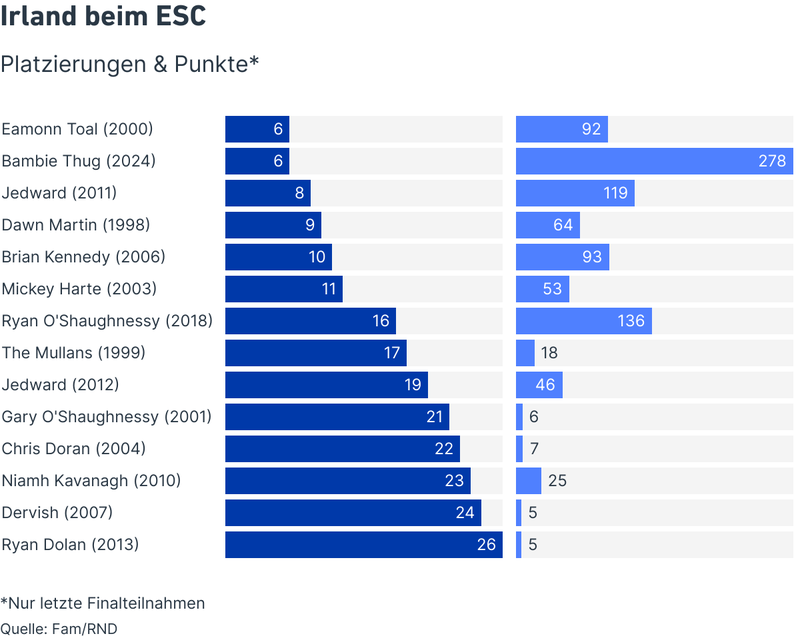 Irland beim ESC
Platzierungen & Punkte*
Eamonn Toal (2000) 6 92
Bambie Thug (2024) 6 278
Jedward (2011) 8 119
Dawn Martin (1998) 9 64
Brian Kennedy (2006) 10 93
Mickey Harte (2003) 11 53
Ryan O'Shaughnessy (2018) 16 136
The Mullans (1999) 17 18
Jedward (2012) 19 46
Gary O'Shaughnessy (2001) 21 6
Chris Doran (2004) 22 7
Niamh Kavanagh (2010) 23 25
Dervish (2007) 24 5
Ryan Dolan (2013) 26 5
*Nur letzte Finalteilnahmen
Quelle: Fam/RND